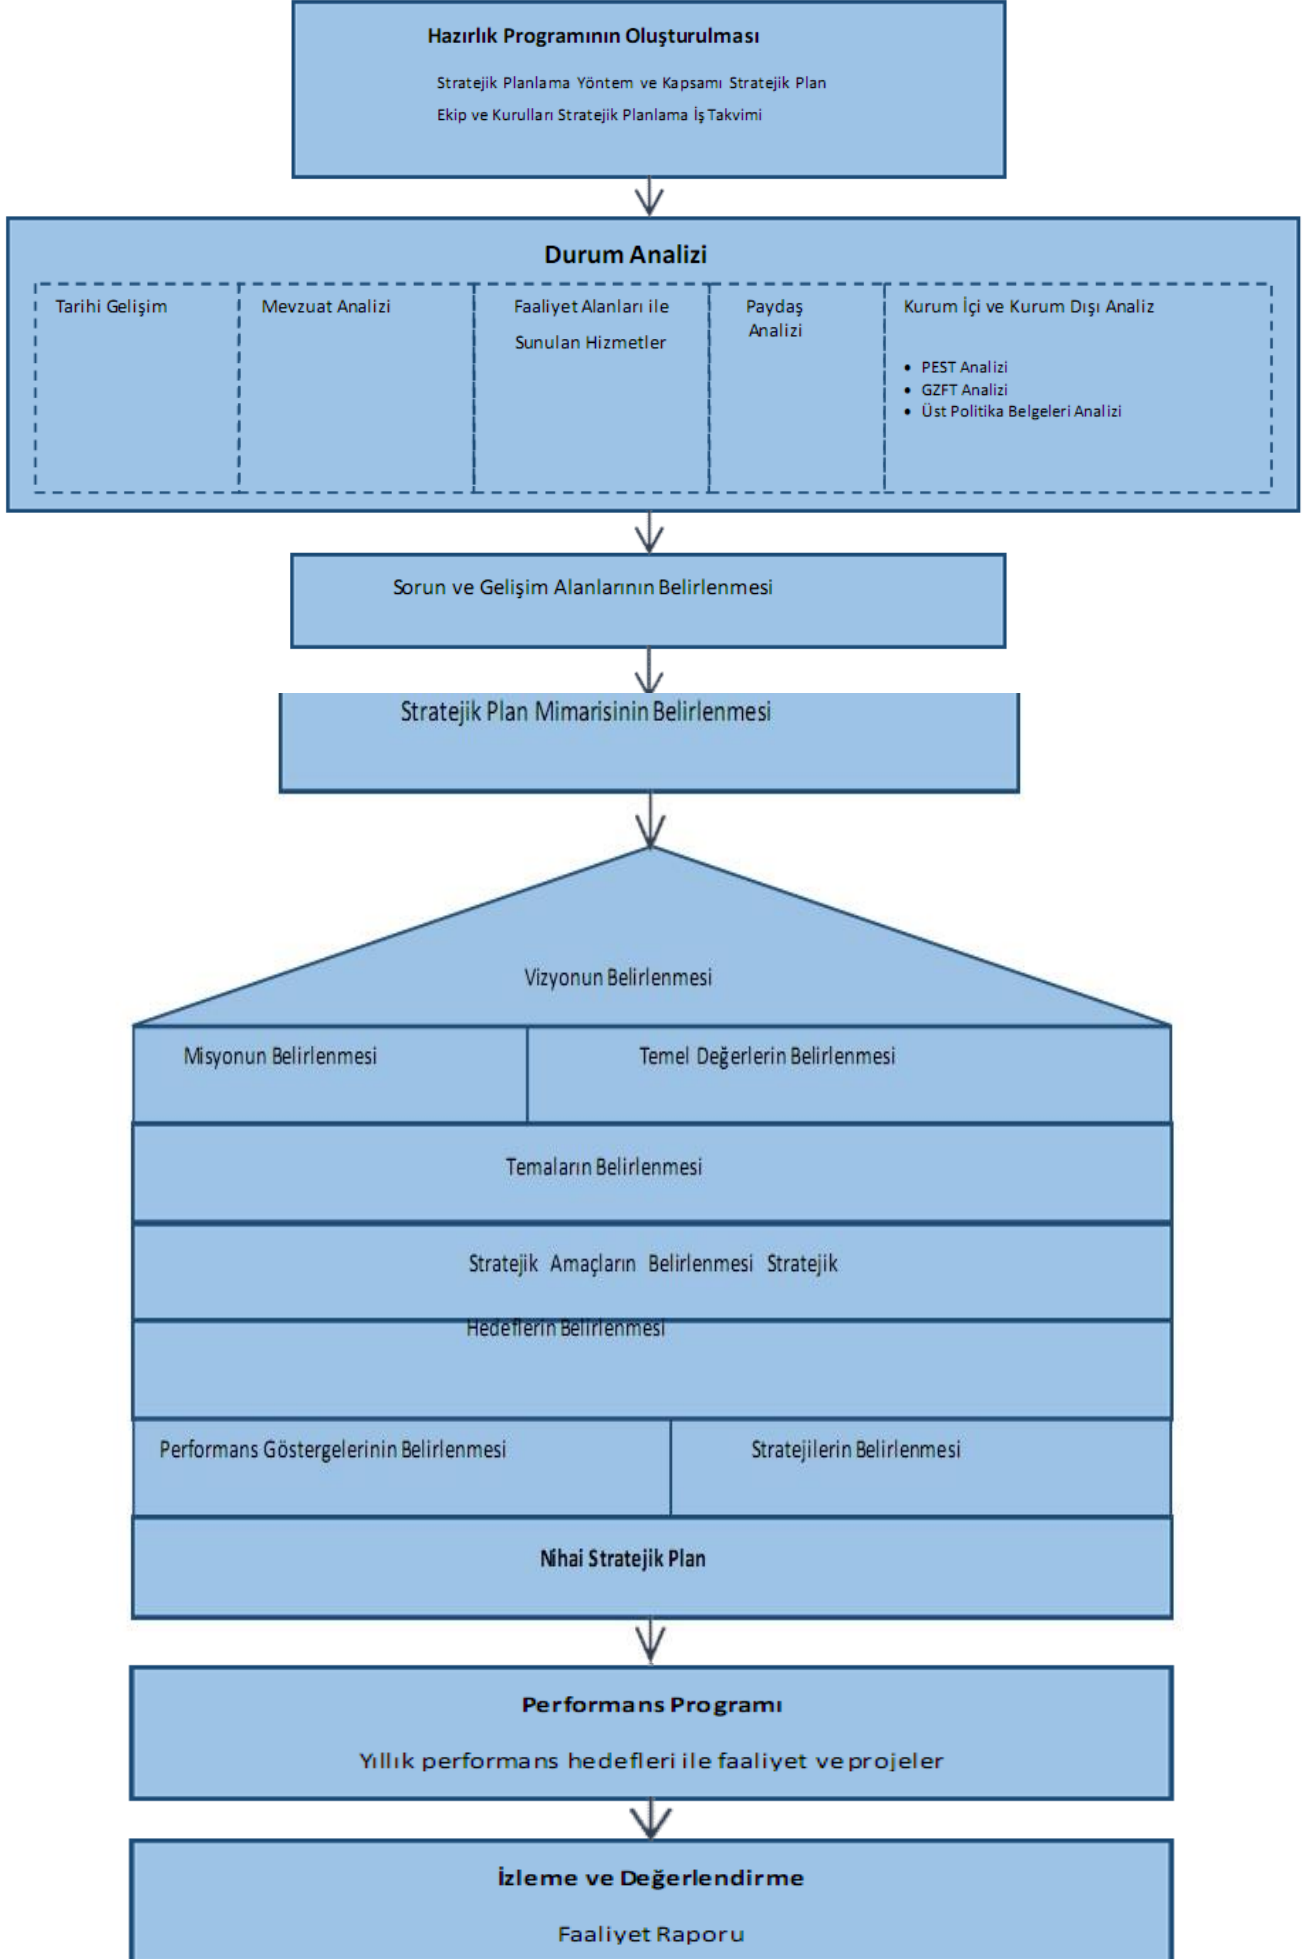 Hazırlık Programının Oluşturulması
Stratejik Planlama Yöntem ve Kapsamı Stratejik Plan
Ekip ve Kurulları Stratejik Planlama İş Takvimi
Durum Analizi
Tarihi Gelişim
Mevzuat Analizi
Faaliyet Alanları ile
Sunulan Hizmetler
Paydaş
Analizi
Kurum İçi ve Kurum Dışı Analiz
• PEST Analizi
• GZFT Analizi
• Üst Politika Belgeleri Analizi
Sorun ve Gelişim Alanlarının Belirlenmesi
Stratejik Plan Mimarisinin Belirlenmesi
Vizyonun Belirlenmesi
Misyonun Belirlenmesi
Temel Değerlerin Belirlenmesi
Temaların Belirlenmesi
Stratejik Amaçların Belirlenmesi Stratejik
Hedeflerin Belirlenmesi
Performans Göstergelerinin Belirlenmesi
Stratejilerin Belirlenmesi
Nihai Stratejik Plan
Performans Programı
Yıllık performans hedefleri ile faaliyet ve projeler
İzleme ve Değerlendirme
Faaliyet Raporu